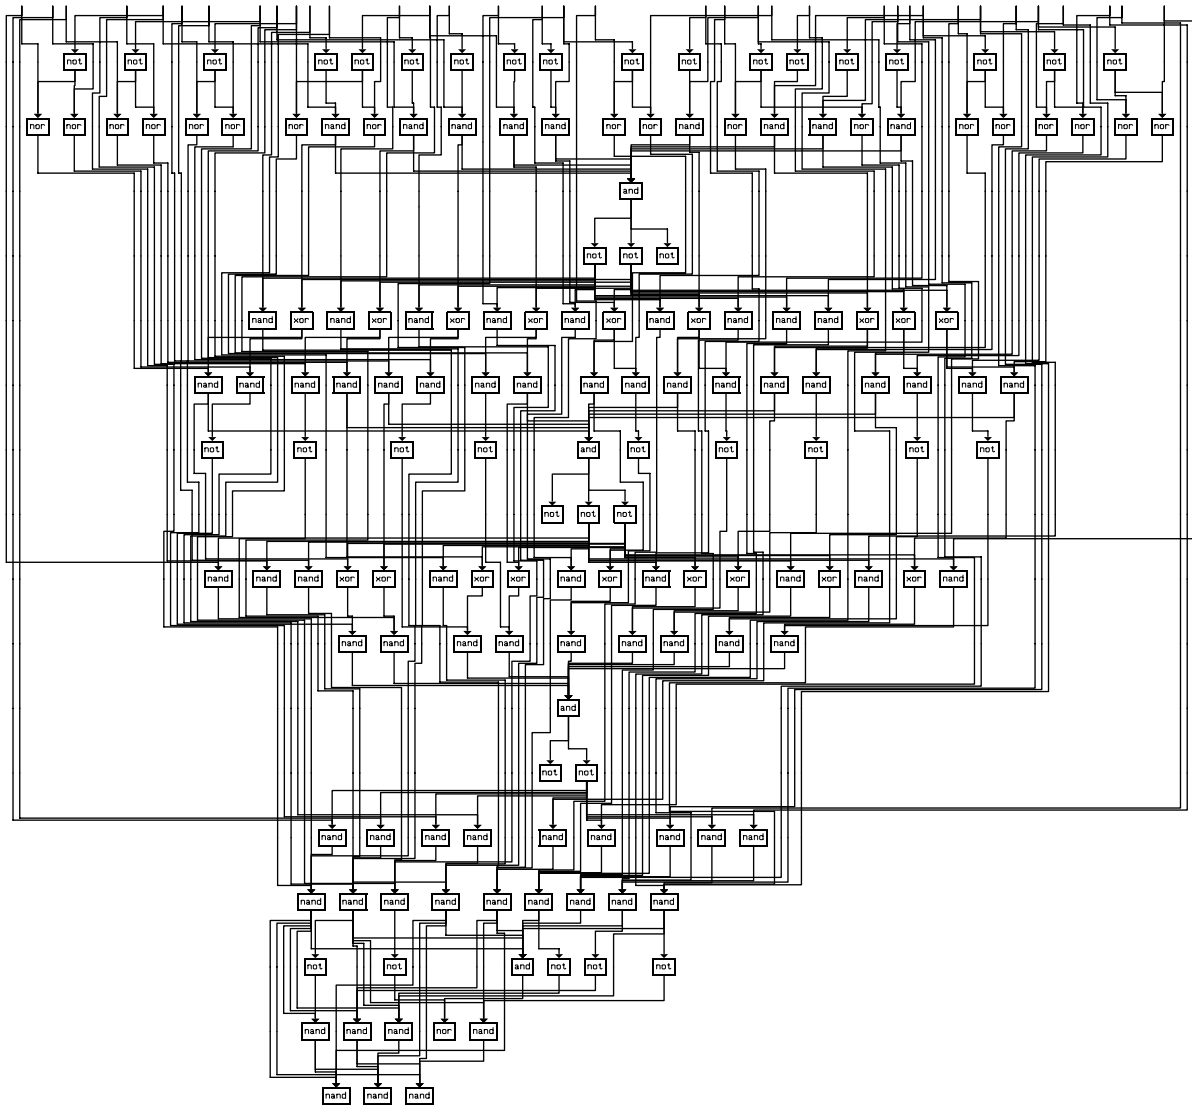 not not not not not not not not not not not not not not not not not not not
nor nor nor nor nor nor nor nand nor nand nand nand nand nor nor nand nor nand nand nor nand nor nor nor nor nor nor
and
not not not
nand xor nand xor nand xor nand xor nand xor nand xor nand nand nand xor xor xor
nand nand nand nand nand nand nand nand nand nand nand nand nand nand nand nand nand nand
not not not not and not not not not not
not not not
nand nand nand xor xor nand xor xor nand xor nand xor xor nand xor nand xor nand
nand nand nand nand nand nand nand nand nand
and
not not
nand nand nand nand nand nand nand nand nand
nand nand nand nand nand nand nand nand nand
not not and not not not
nand nand nand nor nand
nand nand nand